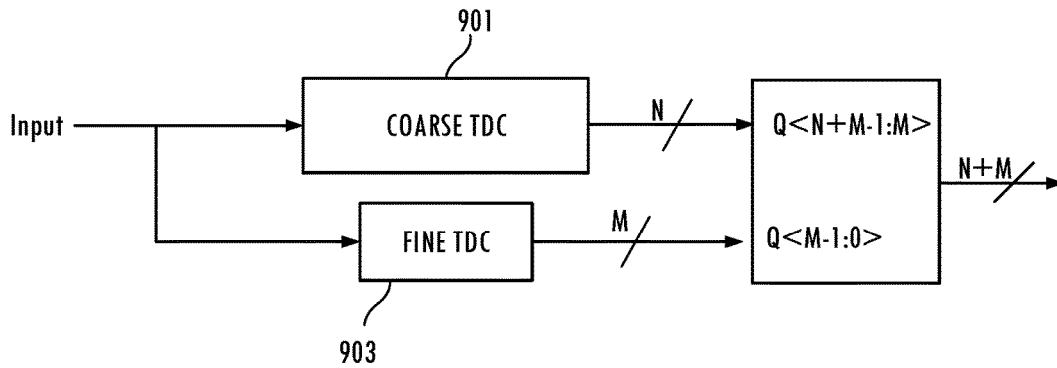 901
Input
COARSE TDC
N
Q<N+M-1:M>
N+M
FINE TDC
M
Q<M-1:0>
903